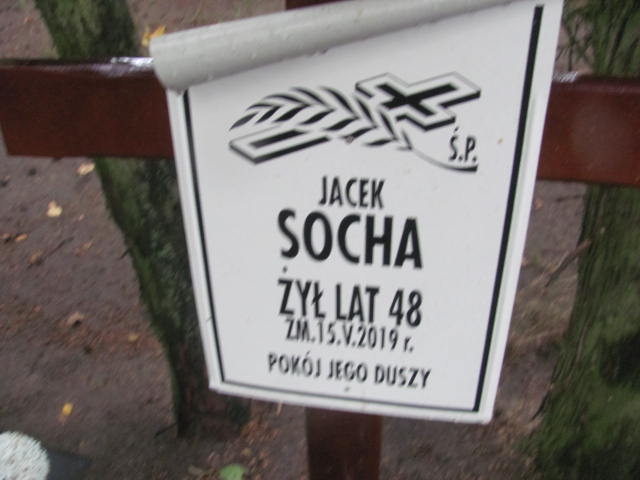 Ś.P.
JACEK
SOCHA
ŻYŁ LAT 48
ZM.15.V.2019 r.
POKÓJ JEGO DUSZY